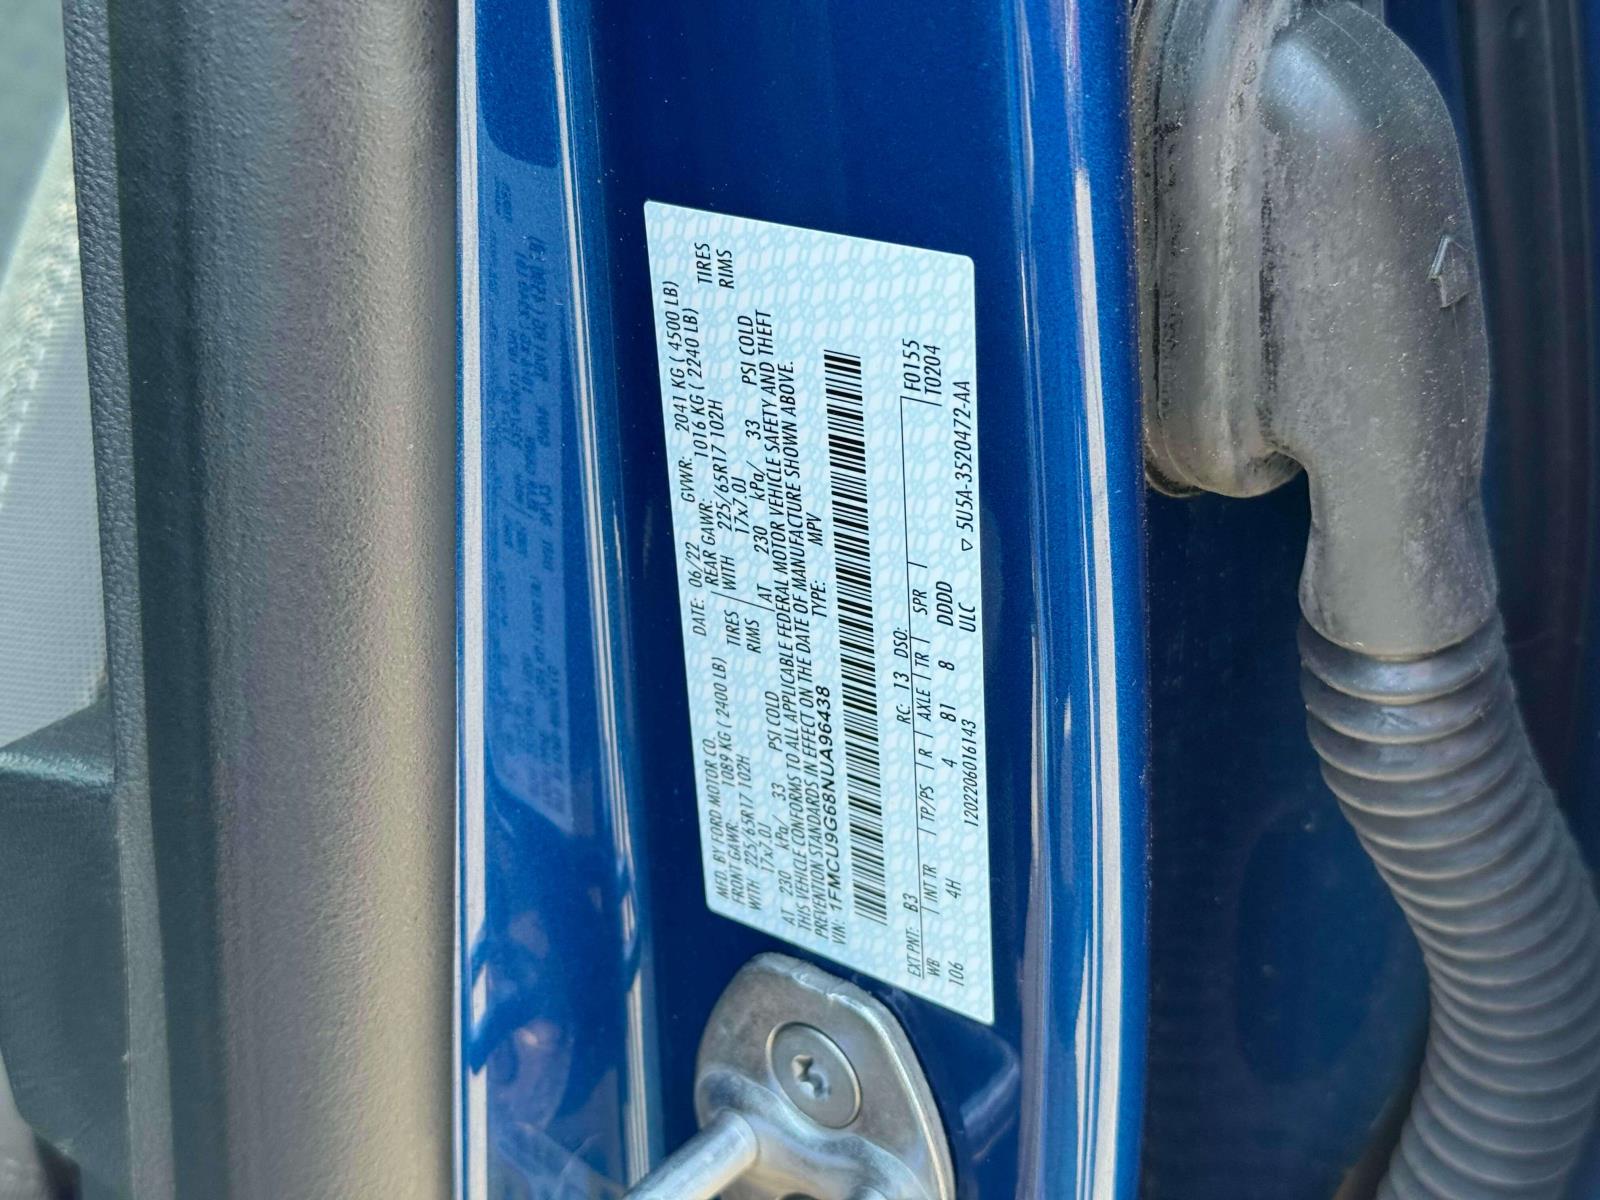 MFD. BY FORD MOTOR CO.
DATE: 06/22 GVWR: 2041 KG ( 4500 LB)
FRONT GAWR: 1089 KG ( 2400 LB)
REAR GAWR: 1016 KG ( 2240 LB)
WITH 225/65R17 102H TIRES
WITH 225/65R17 102H TIRES
17x7.0J RIMS
17x7.0J RIMS
AT 230 kPa/ 33 PSI COLD
AT 230 kPa/ 33 PSI COLD
THIS VEHICLE CONFORMS TO ALL APPLICABLE FEDERAL MOTOR VEHICLE SAFETY AND THEFT
PREVENTION STANDARDS IN EFFECT ON THE DATE OF MANUFACTURE SHOWN ABOVE.
VIN: 1FMCU9G68NUA96438 TYPE: MPV
EXT PNT: B3 RC: 13 DSO: F0155
WB INT TR TP/PS R AXLE TR SPR T0204
106 4H 4 81 8 DDDD
120220601 6143 ULC ▽ 5U5A-3520472-AA